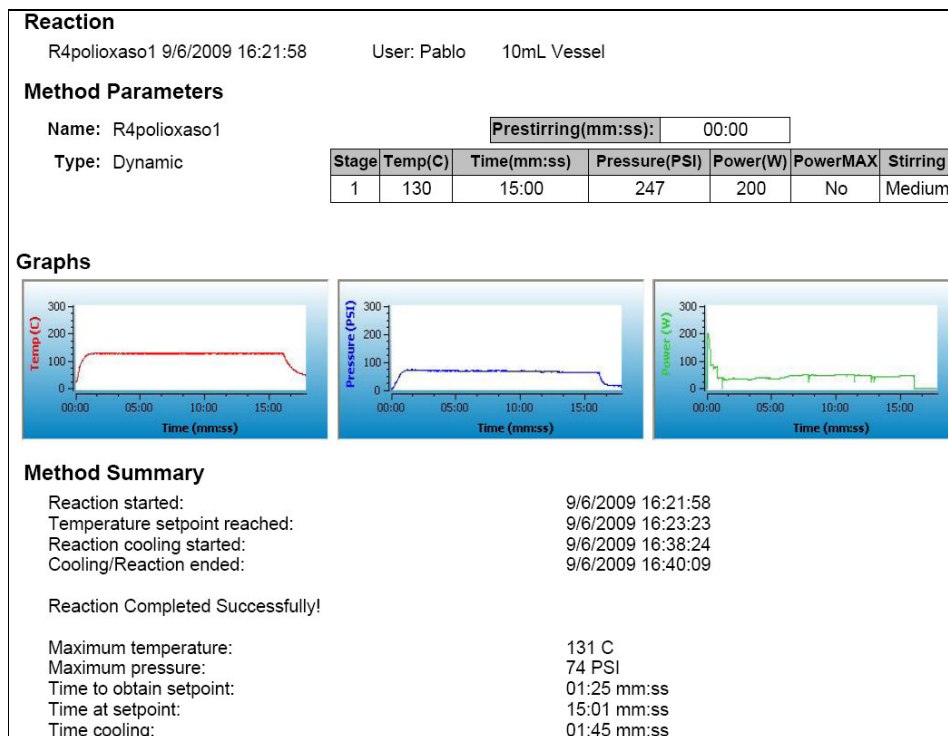 Reaction
R4polioxaso1 9/6/2009 16:21:58 User: Pablo 10mL Vessel
Method Parameters
Name: R4polioxaso1
Prestirring(mm:ss): 00:00
Type: Dynamic
Stage Temp(C) Time(mm:ss) Pressure(PSI) Power(W) PowerMAX Stirring
1 130 15:00 247 200 No Medium
Graphs
Temp (C)
300
200
100
0
00:00 05:00 10:00 15:00
Time (mm:ss)
Pressure (PSI)
300
200
100
0
00:00 05:00 10:00 15:00
Time (mm:ss)
Power (W)
300
200
100
0
00:00 05:00 10:00 15:00
Time (mm:ss)
Method Summary
Reaction started: 9/6/2009 16:21:58
Temperature setpoint reached: 9/6/2009 16:23:23
Reaction cooling started: 9/6/2009 16:38:24
Cooling/Reaction ended: 9/6/2009 16:40:09
Reaction Completed Successfully!
Maximum temperature: 131 C
Maximum pressure: 74 PSI
Time to obtain setpoint: 01:25 mm:ss
Time at setpoint: 15:01 mm:ss
Time cooling: 01:45 mm:ss